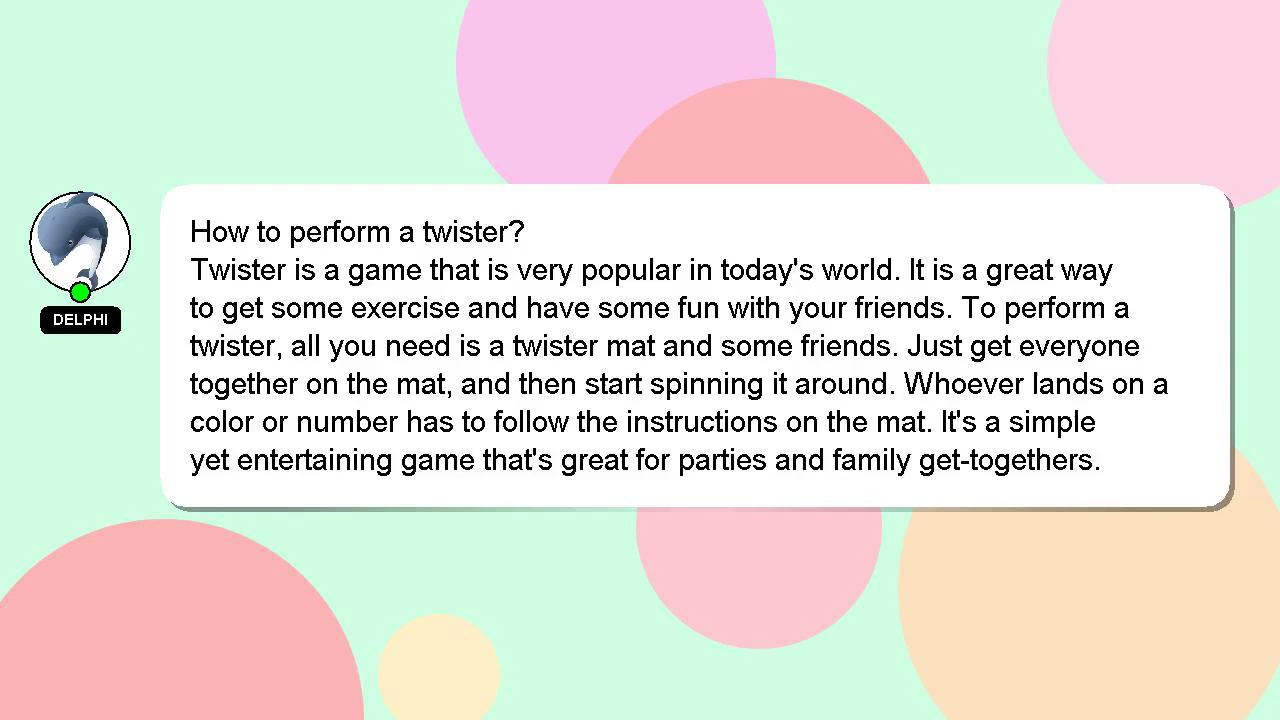 How to perform a twister?
Twister is a game that is very popular in today's world. It is a great way
to get some exercise and have some fun with your friends. To perform a
twister, all you need is a twister mat and some friends. Just get everyone
together on the mat, and then start spinning it around. Whoever lands on a
color or number has to follow the instructions on the mat. It's a simple
yet entertaining game that's great for parties and family get-togethers.
DELPHI